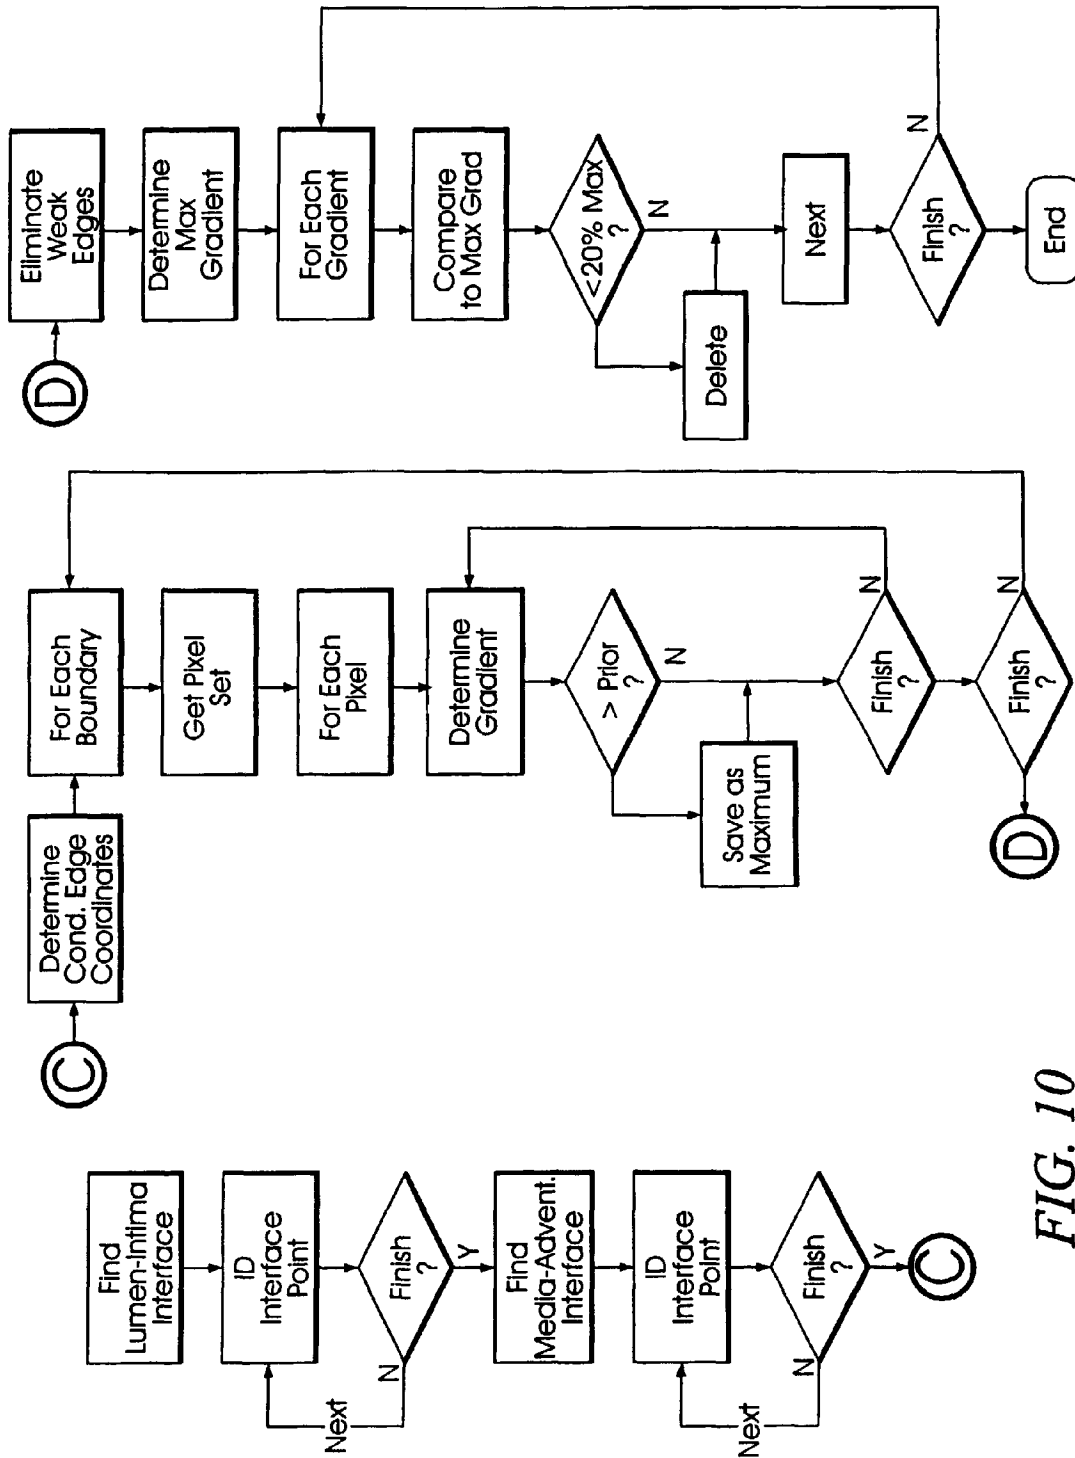 Find
Lumen-Intima
Interface
ID
Interface
Point
Next
Finish
?
N
Y
Find
Media-Advent.
Interface
ID
Interface
Point
Next
Finish
?
N
Y
C
C
Determine
Cond. Edge
Coordinates
For Each
Boundary
Get Pixel
Set
For Each
Pixel
Determine
Gradient
> Prior
?
N
Save as
Maximum
Finish
?
N
Finish
?
N
D
D
Eliminate
Weak
Edges
Determine
Max
Gradient
For Each
Gradient
Compare
to Max Grad
<20% Max
?
N
Delete
Next
Finish
?
N
End
FIG. 10